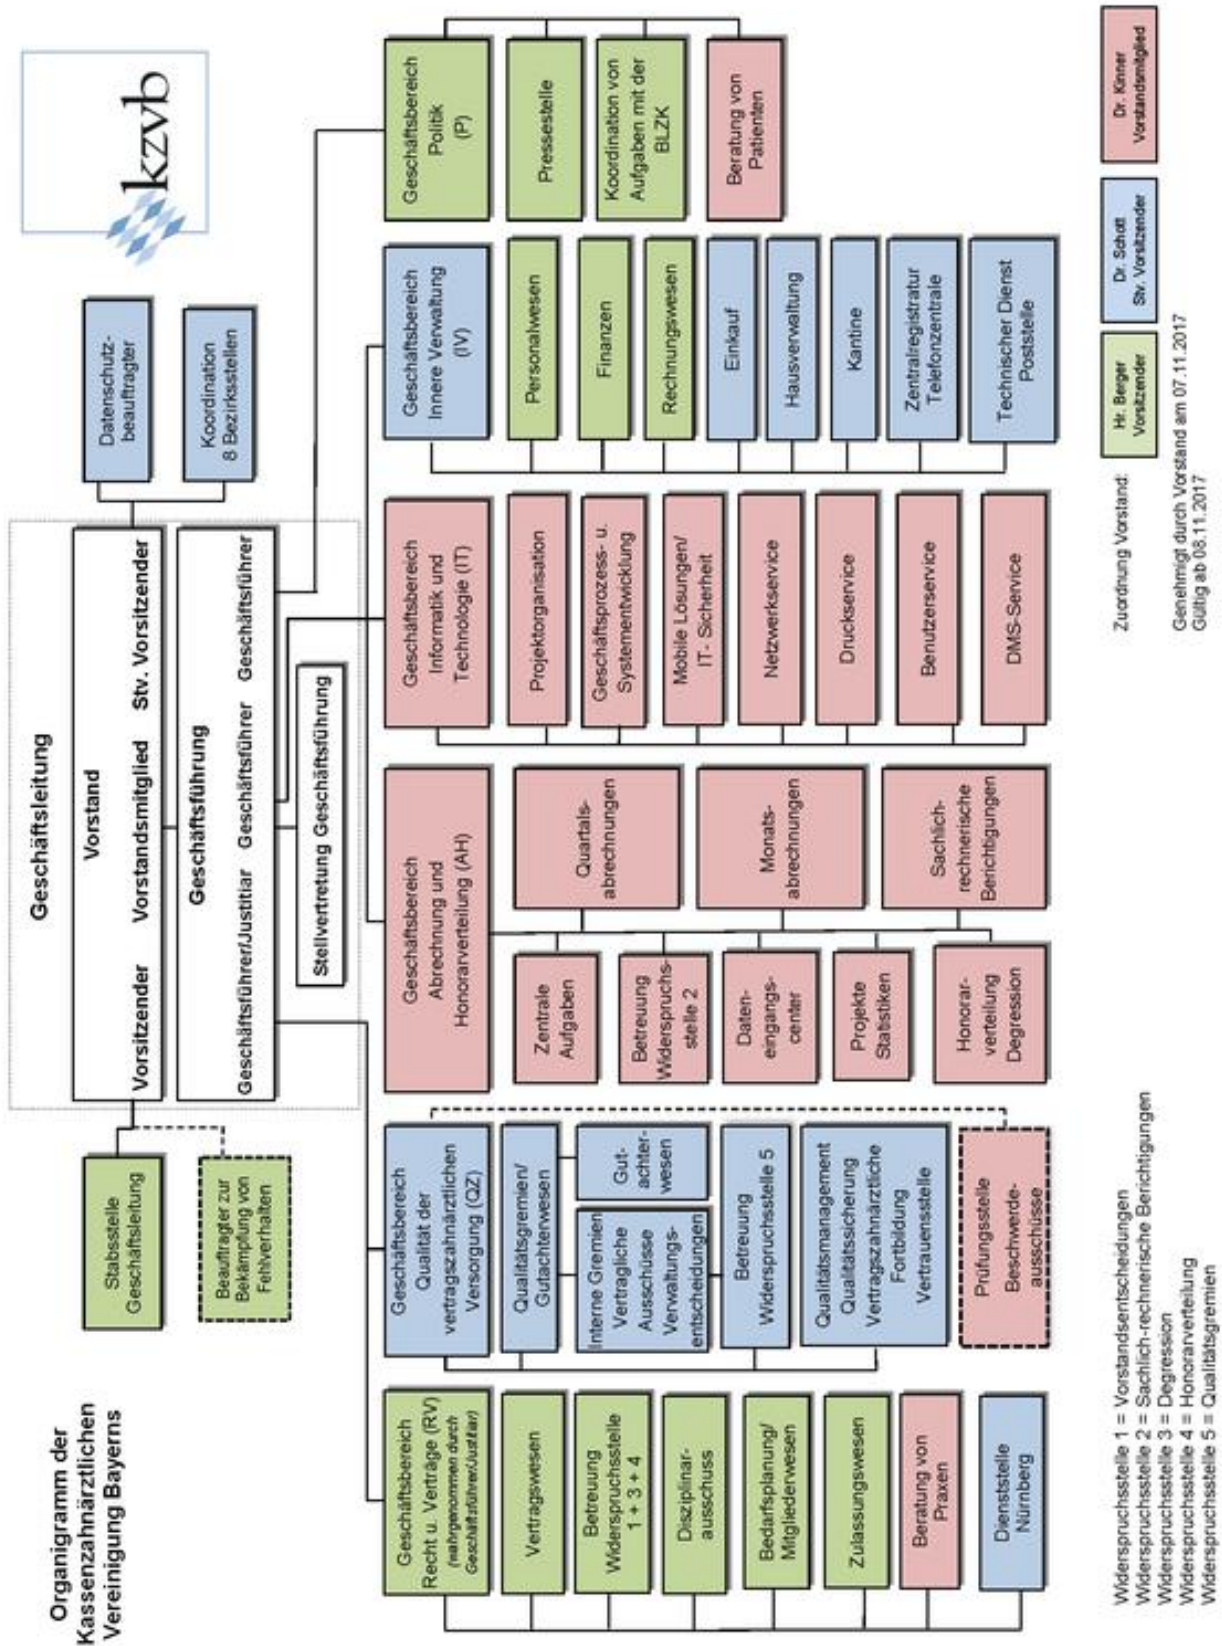 Organigramm der
Kassenzahnärztlichen
Vereinigung Bayerns
Stabsstelle
Geschäftsleitung
Beauftragter zur
Bekämpfung von
Fehlverhalten
Geschäftsleitung
Vorstand
Vorsitzender Vorstandsmitglied Stv. Vorsitzender
Geschäftsführung
Geschäftsführer/Justitiar Geschäftsführer Geschäftsführer
Stellvertretung Geschäftsführung
Datenschutz-
beauftragter
Koordination
8 Bezirksstellen
kzvb
Geschäftsbereich
Recht u. Verträge (RV)
(wahrgenommen durch
Geschäftsführer/Justitiar)
Vertragswesen
Betreuung
Widerspruchsstelle
1 + 3 + 4
Disziplinar-
ausschuss
Bedarfsplanung/
Mitgliederwesen
Zulassungswesen
Beratung von
Praxen
Dienststelle
Nürnberg
Geschäftsbereich
Qualität der
vertragszahnärztlichen
Versorgung (QZ)
Qualitätsgremien/
Gutachterwesen
Interne Gremien
Vertragliche
Ausschüsse
Verwaltungs-
entscheidungen
Gut-
achter-
wesen
Betreuung
Widerspruchsstelle 5
Qualitätsmanagement
Qualitätssicherung
Vertragszahnärztliche
Fortbildung
Vertrauensstelle
Prüfungsstelle
Beschwerde-
ausschüsse
Geschäftsbereich
Abrechnung und
Honorarverteilung (AH)
Zentrale
Aufgaben
Betreuung
Widerspruchs-
stelle 2
Daten-
eingangs-
center
Projekte
Statistiken
Honorar-
verteilung
Degression
Quartals-
abrechnungen
Monats-
abrechnungen
Sachlich-
rechnerische
Berichtigungen
Geschäftsbereich
Informatik und
Technologie (IT)
Projektorganisation
Geschäftsprozess- u.
Systementwicklung
Mobile Lösungen/
IT- Sicherheit
Netzwerkservice
Druckservice
Benutzerservice
DMS-Service
Geschäftsbereich
Innere Verwaltung
(IV)
Personalwesen
Finanzen
Rechnungswesen
Einkauf
Hausverwaltung
Kantine
Zentralregistratur
Telefonzentrale
Technischer Dienst
Poststelle
Geschäftsbereich
Politik
(P)
Pressestelle
Koordination von
Aufgaben mit der
BLZK
Beratung von
Patienten
Widerspruchsstelle 1 = Vorstandsentscheidungen
Widerspruchsstelle 2 = Sachlich-rechnerische Berichtigungen
Widerspruchsstelle 3 = Degression
Widerspruchsstelle 4 = Honorarverteilung
Widerspruchsstelle 5 = Qualitätsgremien
Zuordnung Vorstand:
Hr. Berger
Vorsitzender
Dr. Schott
Stv. Vorsitzender
Dr. Kinner
Vorstandsmitglied
Genehmigt durch Vorstand am 07.11.2017
Gültig ab 08.11.2017